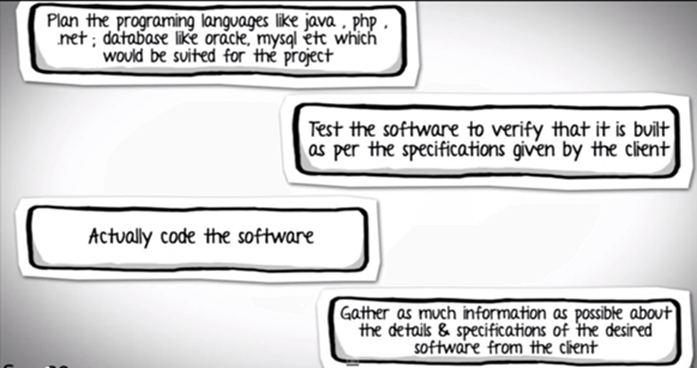 Plan the programing languages like java , php ,
.net ; database like oracle, mysql etc which
would be suited for the project
Test the software to verify that it is built
as per the specifications given by the client
Actually code the software
Gather as much information as possible about
the details & specifications of the desired
software from the client